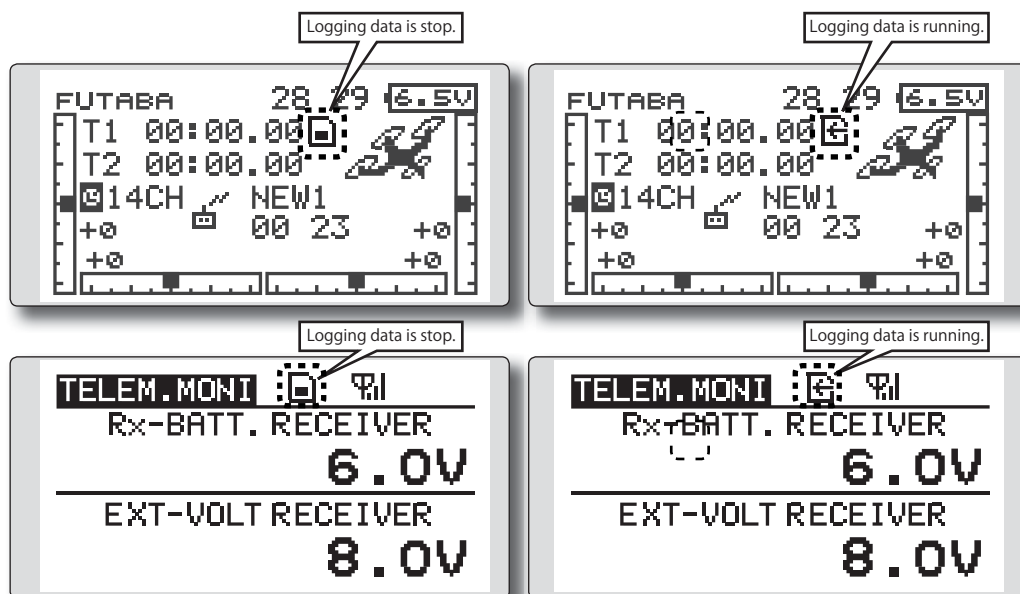 Logging data is stop.
FUTABA 28 29 6.5V
T1 00:00.00
T2 00:00.00
14CH NEW1
+0 00 23 +0
+0 +0
Logging data is running.
FUTABA 28 29 6.5V
T1 00:00.00
T2 00:00.00
14CH NEW1
+0 00 23 +0
+0 +0
Logging data is stop.
TELEM.MONI
Rx-BATT. RECEIVER
6.0V
EXT-VOLT RECEIVER
8.0V
Logging data is running.
TELEM.MONI
Rx-BATT. RECEIVER
6.0V
EXT-VOLT RECEIVER
8.0V